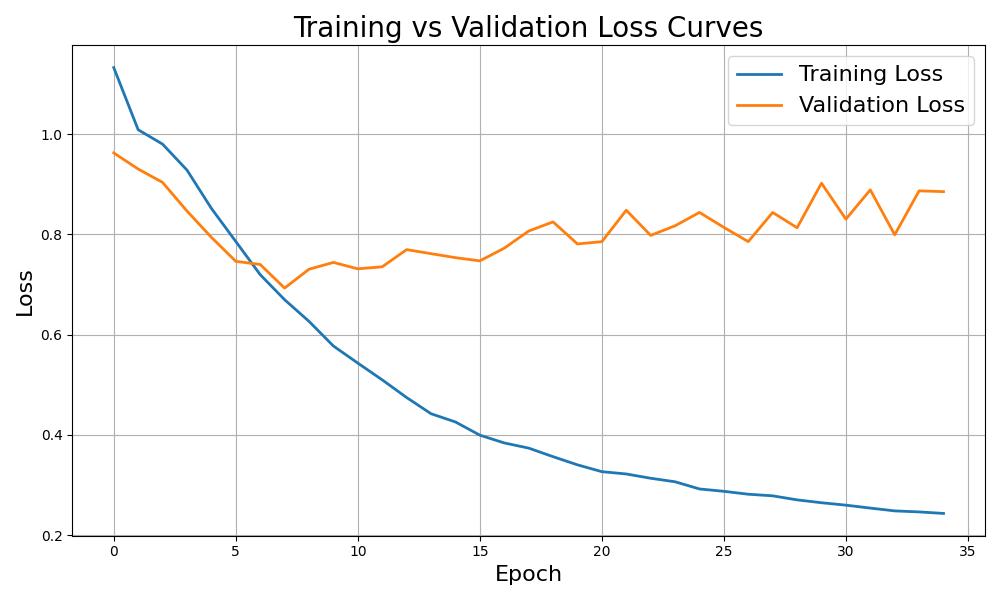 Training vs Validation Loss Curves
Training Loss
Validation Loss
1.0
0.8
0.6
0.4
0.2
Loss
0 5 10 15 20 25 30 35
Epoch